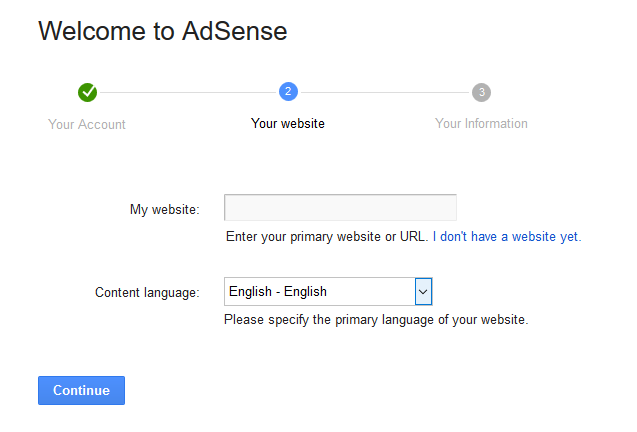 Welcome to AdSense
2
3
Your Account
Your website
Your Information
My website:
Enter your primary website or URL. I don't have a website yet.
Content language:
English - English
Please specify the primary language of your website.
Continue